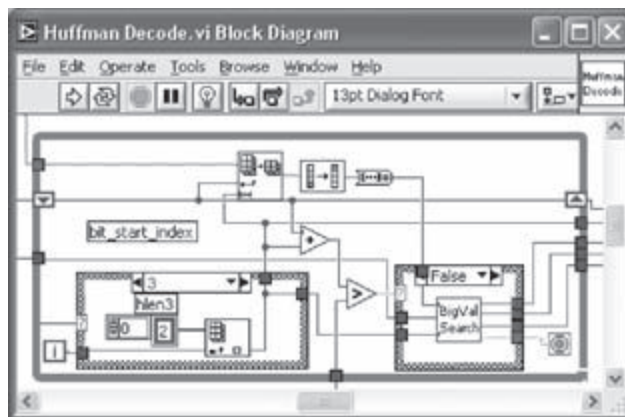 Huffman Decode.vi Block Diagram
File Edit Operate Tools Browse Window Help
13pt Dialog Font
Huffman
Decode
bit_start_index
3
False
hlen3
0
2
BigVal
Search
i